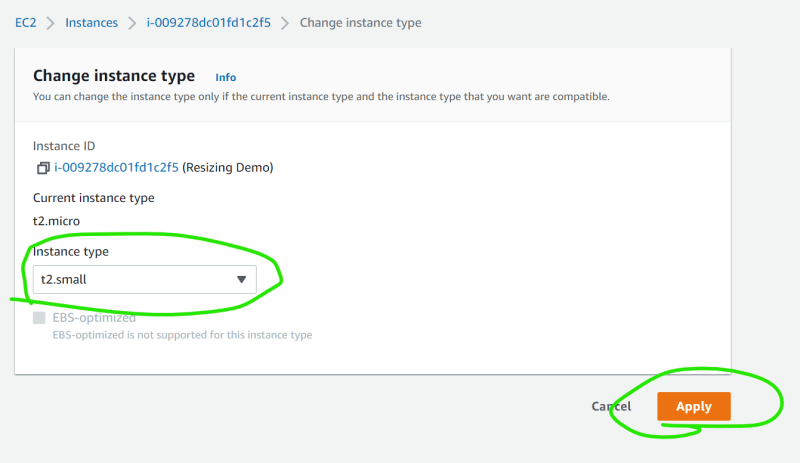 EC2 > Instances > i-009278dc01fd1c2f5 > Change instance type
Change instance type Info
You can change the instance type only if the current instance type and the instance type that you want are compatible.
Instance ID
i-009278dc01fd1c2f5 (Resizing Demo)
Current instance type
t2.micro
Instance type
t2.small
EBS-optimized
EBS-optimized is not supported for this instance type
Cancel Apply